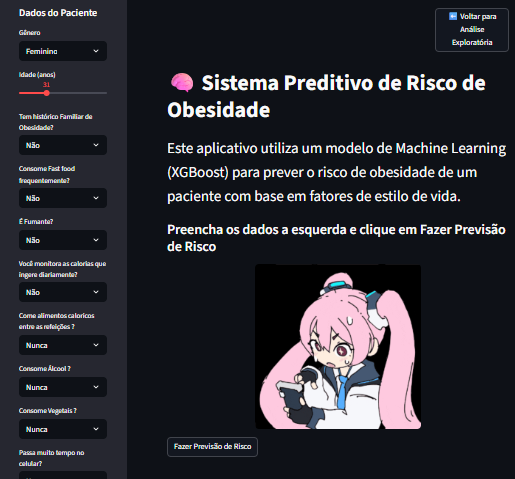 Dados do Paciente
Gênero
Feminino
Idade (anos)
31
Tem histórico Familiar de
Obesidade?
Não
Consome Fast food
frequentemente?
Não
É Fumante?
Não
Você monitora as calorias que
ingere diariamente?
Não
Come alimentos caloricos
entre as refeições ?
Nunca
Consome Álcool ?
Nunca
Consome Vegetais ?
Nunca
Passa muito tempo no
celular?
Voltar para
Análise
Exploratória
Sistema Preditivo de Risco de
Obesidade
Este aplicativo utiliza um modelo de Machine Learning
(XGBoost) para prever o risco de obesidade de um
paciente com base em fatores de estilo de vida.
Preencha os dados a esquerda e clique em Fazer Previsão
de Risco
Fazer Previsão de Risco